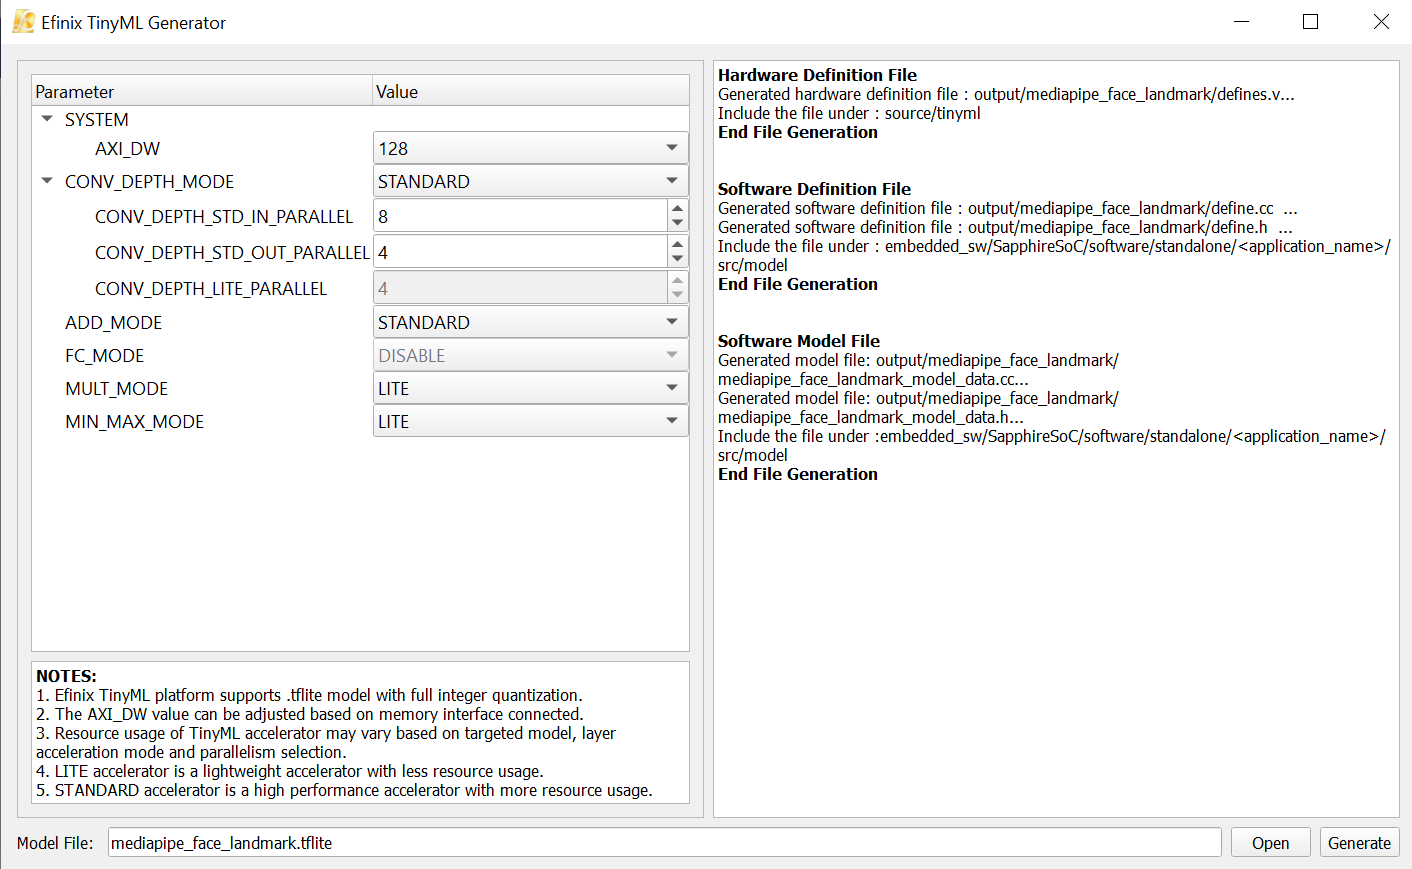 Efinix TinyML Generator
Parameter Value
SYSTEM
AXI_DW 128
CONV_DEPTH_MODE STANDARD
CONV_DEPTH_STD_IN_PARALLEL 8
CONV_DEPTH_STD_OUT_PARALLEL 4
CONV_DEPTH_LITE_PARALLEL 4
ADD_MODE STANDARD
FC_MODE DISABLE
MULT_MODE LITE
MIN_MAX_MODE LITE
NOTES:
1. Efinix TinyML platform supports .tflite model with full integer quantization.
2. The AXI_DW value can be adjusted based on memory interface connected.
3. Resource usage of TinyML accelerator may vary based on targeted model, layer
acceleration mode and parallelism selection.
4. LITE accelerator is a lightweight accelerator with less resource usage.
5. STANDARD accelerator is a high performance accelerator with more resource usage.
Hardware Definition File
Generated hardware definition file : output/mediapipe_face_landmark/defines.v...
Include the file under : source/tinyml
End File Generation
Software Definition File
Generated software definition file : output/mediapipe_face_landmark/define.cc ...
Generated software definition file : output/mediapipe_face_landmark/define.h ...
Include the file under : embedded_sw/SapphireSoC/software/standalone/<application_name>/
src/model
End File Generation
Software Model File
Generated model file: output/mediapipe_face_landmark/
mediapipe_face_landmark_model_data.cc...
Generated model file: output/mediapipe_face_landmark/
mediapipe_face_landmark_model_data.h...
Include the file under :embedded_sw/SapphireSoC/software/standalone/<application_name>/
src/model
End File Generation
Model File: mediapipe_face_landmark.tflite Open Generate